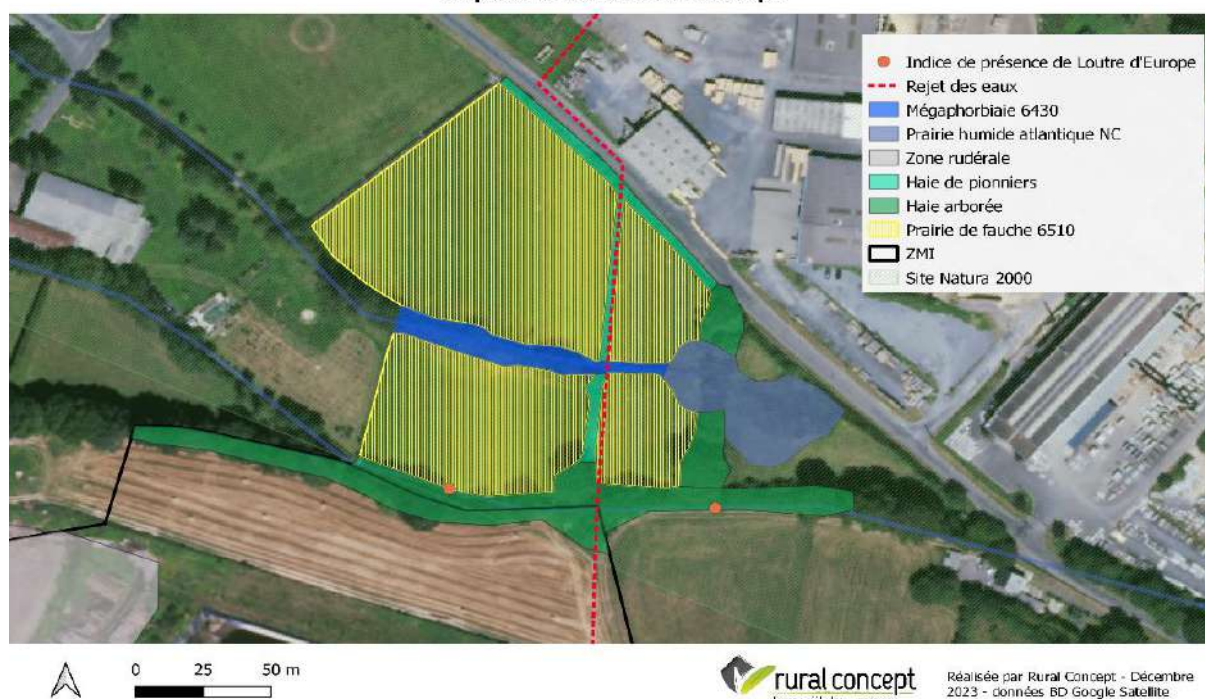 Indice de présence de Loutre d'Europe
Rejet des eaux
Mégaphorbiaie 6430
Prairie humide atlantique NC
Zone rudérale
Haie de pionniers
Haie arborée
Prairie de fauche 6510
ZMI
Site Natura 2000
0 25 50 m
rural concept
Réalisée par Rural Concept - Décembre
2023 - données BD Google Satellite